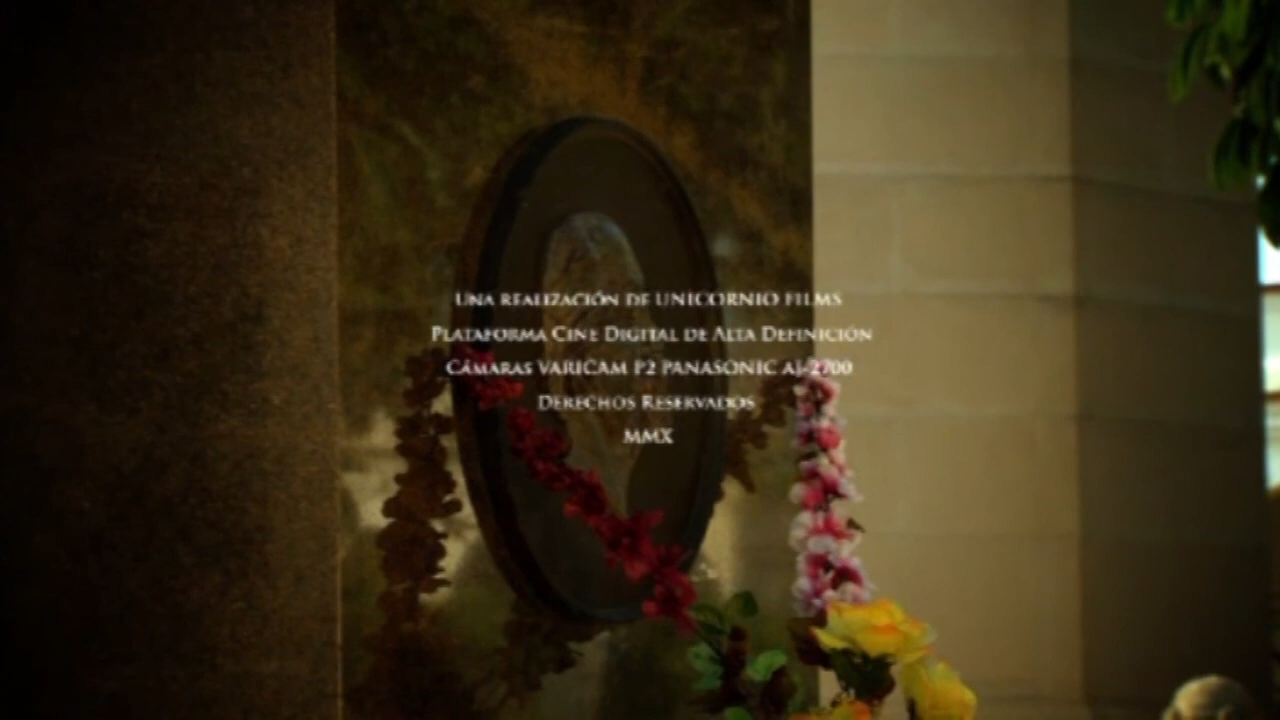 Una realización de UNICORNIO FILMS
Plataforma Cine Digital de Alta Definición
Cámaras VARICAM P2 PANASONIC AJ-2700
Derechos Reservados
MMX